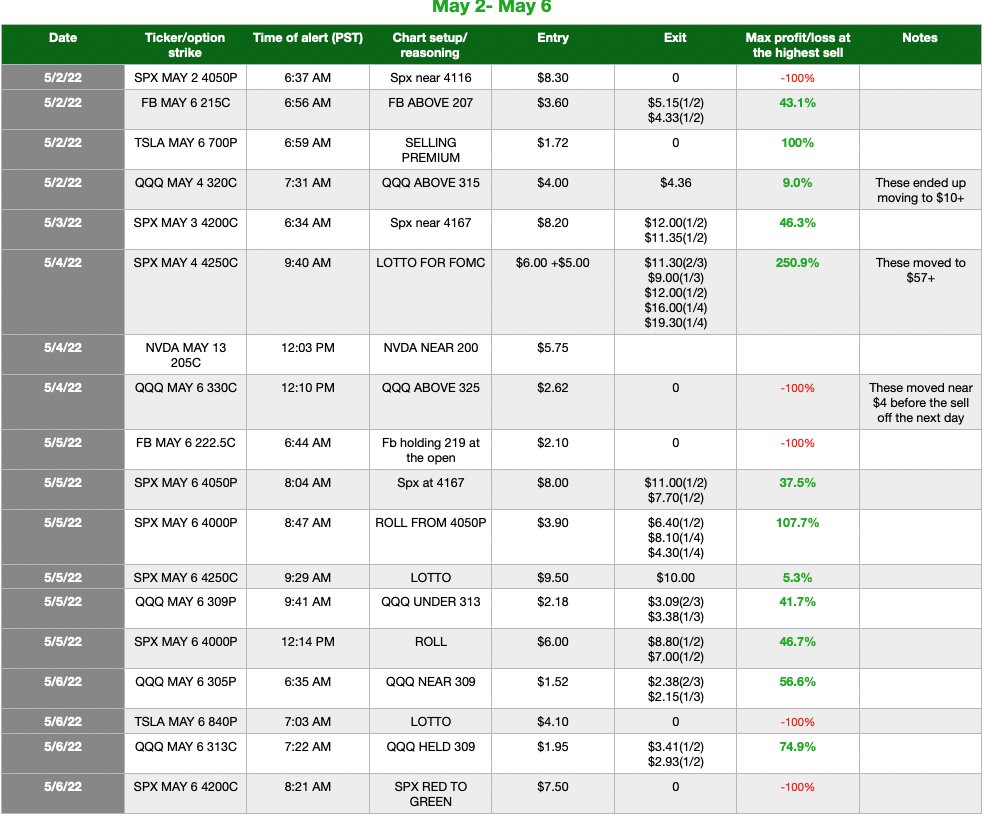 May 2- May 6
Date Ticker/option strike Time of alert (PST) Chart setup/ reasoning Entry Exit Max profit/loss at the highest sell Notes
5/2/22 SPX MAY 2 4050P 6:37 AM Spx near 4116 $8.30 0 -100%
5/2/22 FB MAY 6 215C 6:56 AM FB ABOVE 207 $3.60 $5.15(1/2) $4.33(1/2) 43.1%
5/2/22 TSLA MAY 6 700P 6:59 AM SELLING PREMIUM $1.72 0 100%
5/2/22 QQQ MAY 4 320C 7:31 AM QQQ ABOVE 315 $4.00 $4.36 9.0% These ended up moving to $10+
5/3/22 SPX MAY 3 4200C 6:34 AM Spx near 4167 $8.20 $12.00(1/2) $11.35(1/2) 46.3%
5/4/22 SPX MAY 4 4250C 9:40 AM LOTTO FOR FOMC $6.00 +$5.00 $11.30(2/3) $9.00(1/3) $12.00(1/2) $16.00(1/4) $19.30(1/4) 250.9% These moved to $57+
5/4/22 NVDA MAY 13 205C 12:03 PM NVDA NEAR 200 $5.75
5/4/22 QQQ MAY 6 330C 12:10 PM QQQ ABOVE 325 $2.62 0 -100% These moved near $4 before the sell off the next day
5/5/22 FB MAY 6 222.5C 6:44 AM Fb holding 219 at the open $2.10 0 -100%
5/5/22 SPX MAY 6 4050P 8:04 AM Spx at 4167 $8.00 $11.00(1/2) $7.70(1/2) 37.5%
5/5/22 SPX MAY 6 4000P 8:47 AM ROLL FROM 4050P $3.90 $6.40(1/2) $8.10(1/4) $4.30(1/4) 107.7%
5/5/22 SPX MAY 6 4250C 9:29 AM LOTTO $9.50 $10.00 5.3%
5/5/22 QQQ MAY 6 309P 9:41 AM QQQ UNDER 313 $2.18 $3.09(2/3) $3.38(1/3) 41.7%
5/5/22 SPX MAY 6 4000P 12:14 PM ROLL $6.00 $8.80(1/2) $7.00(1/2) 46.7%
5/6/22 QQQ MAY 6 305P 6:35 AM QQQ NEAR 309 $1.52 $2.38(2/3) $2.15(1/3) 56.6%
5/6/22 TSLA MAY 6 840P 7:03 AM LOTTO $4.10 0 -100%
5/6/22 QQQ MAY 6 313C 7:22 AM QQQ HELD 309 $1.95 $3.41(1/2) $2.93(1/2) 74.9%
5/6/22 SPX MAY 6 4200C 8:21 AM SPX RED TO GREEN $7.50 0 -100%